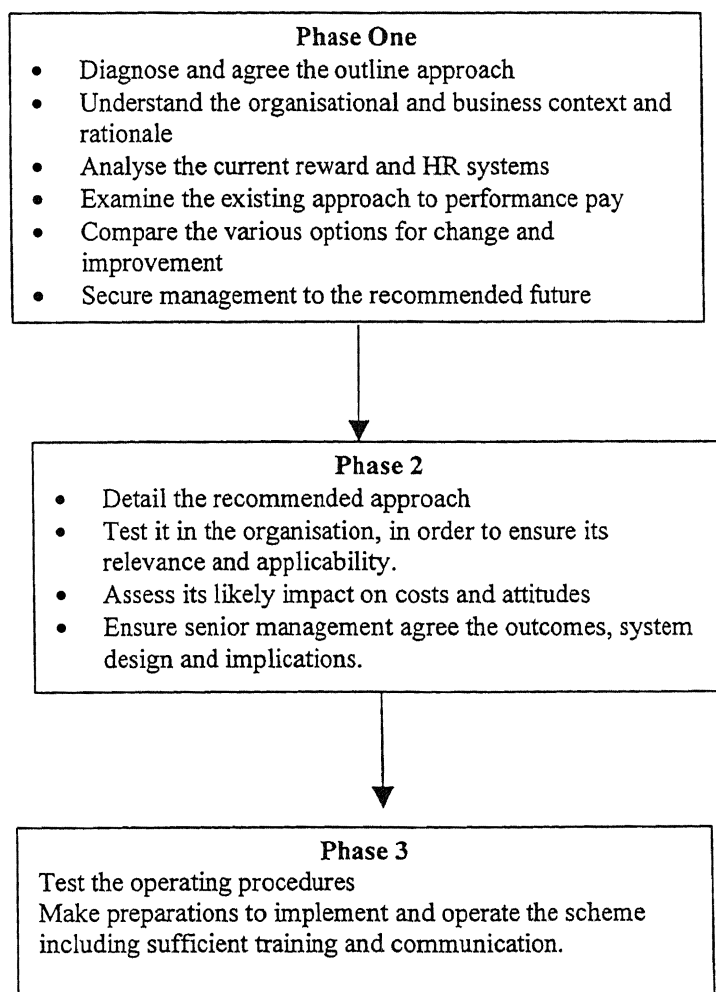 Phase One
• Diagnose and agree the outline approach
• Understand the organisational and business context and
rationale
• Analyse the current reward and HR systems
• Examine the existing approach to performance pay
• Compare the various options for change and
improvement
• Secure management to the recommended future
Phase 2
• Detail the recommended approach
• Test it in the organisation, in order to ensure its
relevance and applicability.
• Assess its likely impact on costs and attitudes
• Ensure senior management agree the outcomes, system
design and implications.
Phase 3
Test the operating procedures
Make preparations to implement and operate the scheme
including sufficient training and communication.